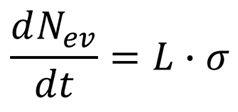 dN_ev/dt = L · σ